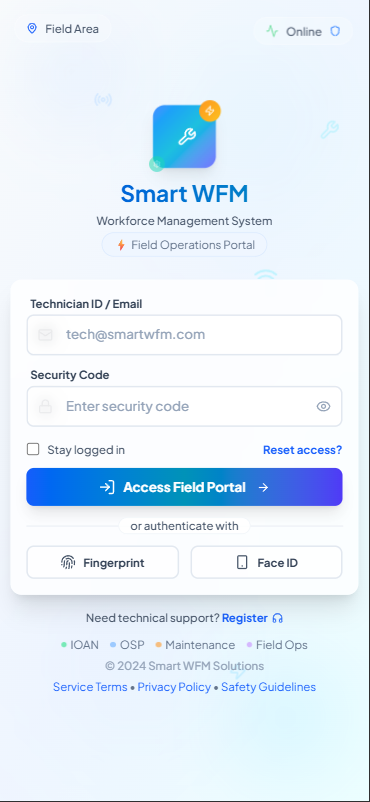 Field Area
Online
Smart WFM
Workforce Management System
Field Operations Portal
Technician ID / Email
tech@smartwfm.com
Security Code
Enter security code
Stay logged in
Reset access?
Access Field Portal
or authenticate with
Fingerprint
Face ID
Need technical support? Register
IOAN OSP Maintenance Field Ops
© 2024 Smart WFM Solutions
Service Terms • Privacy Policy • Safety Guidelines